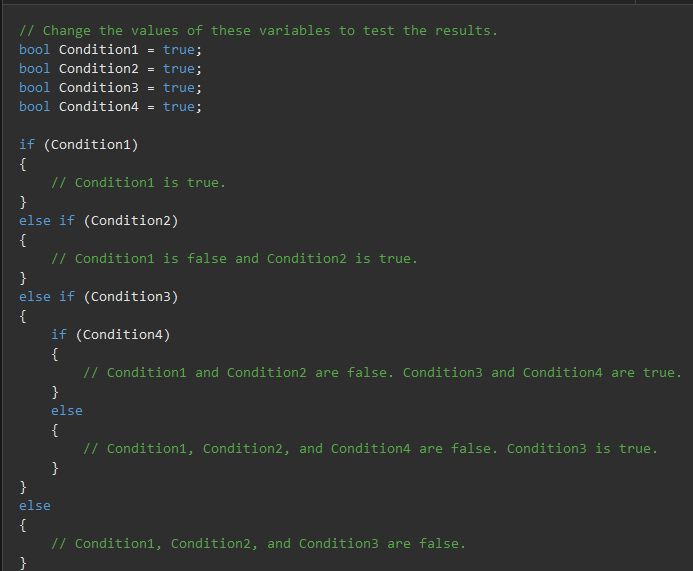 // Change the values of these variables to test the results.
bool Condition1 = true;
bool Condition2 = true;
bool Condition3 = true;
bool Condition4 = true;

if (Condition1)
{
    // Condition1 is true.
}
else if (Condition2)
{
    // Condition1 is false and Condition2 is true.
}
else if (Condition3)
{
    if (Condition4)
    {
        // Condition1 and Condition2 are false. Condition3 and Condition4 are true.
    }
    else
    {
        // Condition1, Condition2, and Condition4 are false. Condition3 is true.
    }
}
else
{
    // Condition1, Condition2, and Condition3 are false.
}